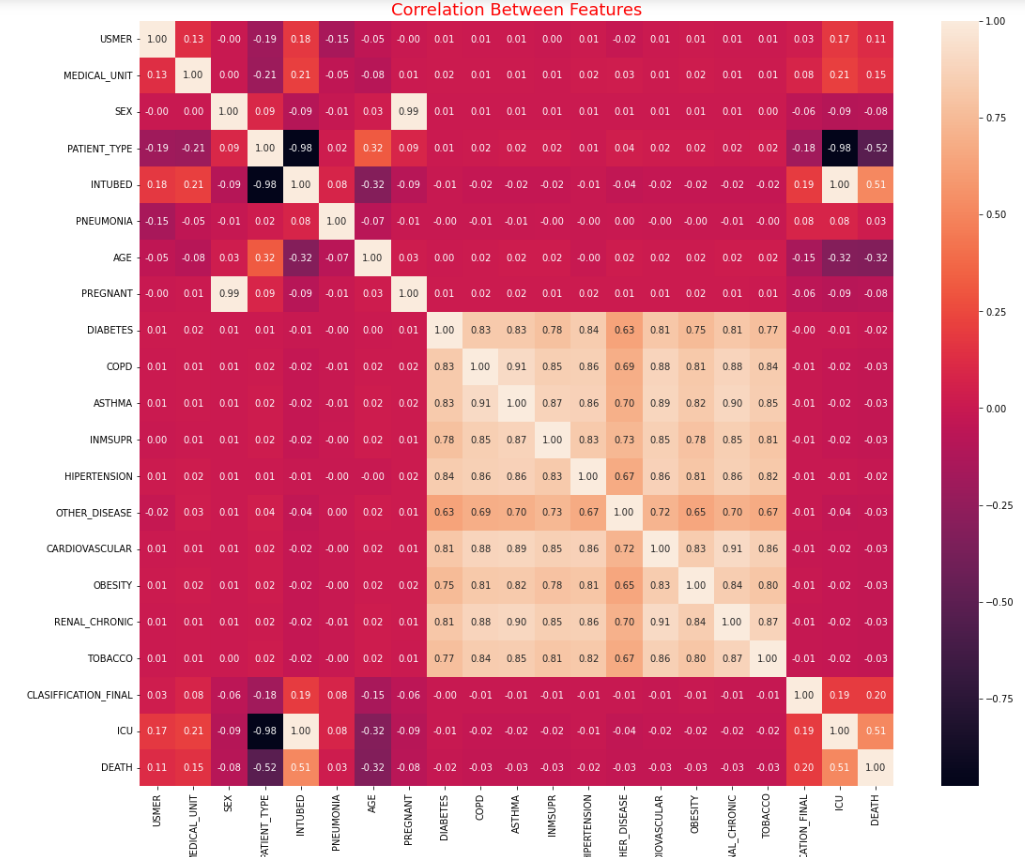 Correlation Between Features
USMER 1.00 0.13 -0.00 -0.19 0.18 -0.15 -0.05 -0.00 0.01 0.01 0.01 0.00 0.01 -0.02 0.01 0.01 0.01 0.01 0.03 0.17 0.11
MEDICAL_UNIT 0.13 1.00 0.00 -0.21 0.21 -0.05 -0.08 0.01 0.02 0.01 0.01 0.01 0.02 0.03 0.01 0.02 0.01 0.01 0.08 0.21 0.15
SEX -0.00 0.00 1.00 0.09 -0.09 -0.01 0.03 0.99 0.01 0.01 0.01 0.01 0.01 0.01 0.01 0.01 0.01 0.00 -0.06 -0.09 -0.08
PATIENT_TYPE -0.19 -0.21 0.09 1.00 -0.98 0.02 0.32 0.09 0.01 0.02 0.02 0.02 0.01 0.04 0.02 0.02 0.02 0.02 -0.18 -0.98 -0.52
INTUBED 0.18 0.21 -0.09 -0.98 1.00 0.08 -0.32 -0.09 -0.01 -0.02 -0.02 -0.02 -0.01 -0.04 -0.02 -0.02 -0.02 -0.02 0.19 1.00 0.51
PNEUMONIA -0.15 -0.05 -0.01 0.02 0.08 1.00 -0.07 -0.01 -0.00 -0.01 -0.01 -0.00 -0.00 0.00 -0.00 -0.00 -0.01 -0.00 0.08 0.08 0.03
AGE -0.05 -0.08 0.03 0.32 -0.32 -0.07 1.00 0.03 0.00 0.02 0.02 0.02 -0.00 0.02 0.02 0.02 0.02 0.02 -0.15 -0.32 -0.32
PREGNANT -0.00 0.01 0.99 0.09 -0.09 -0.01 0.03 1.00 0.01 0.02 0.02 0.01 0.02 0.01 0.01 0.02 0.01 0.01 -0.06 -0.09 -0.08
DIABETES 0.01 0.02 0.01 0.01 -0.01 -0.00 0.00 0.01 1.00 0.83 0.83 0.78 0.84 0.63 0.81 0.75 0.81 0.77 -0.00 -0.01 -0.02
COPD 0.01 0.01 0.01 0.02 -0.02 -0.01 0.02 0.02 0.83 1.00 0.91 0.85 0.86 0.69 0.88 0.81 0.88 0.84 -0.01 -0.02 -0.03
ASTHMA 0.01 0.01 0.01 0.02 -0.02 -0.01 0.02 0.02 0.83 0.91 1.00 0.87 0.86 0.70 0.89 0.82 0.90 0.85 -0.01 -0.02 -0.03
INMSUPR 0.00 0.01 0.01 0.02 -0.02 -0.00 0.02 0.01 0.78 0.85 0.87 1.00 0.83 0.73 0.85 0.78 0.85 0.81 -0.01 -0.02 -0.03
HIPERTENSION 0.01 0.02 0.01 0.01 -0.01 -0.00 -0.00 0.02 0.84 0.86 0.86 0.83 1.00 0.67 0.86 0.81 0.86 0.82 -0.01 -0.01 -0.02
OTHER_DISEASE -0.02 0.03 0.01 0.04 -0.04 0.00 0.02 0.01 0.63 0.69 0.70 0.73 0.67 1.00 0.72 0.65 0.70 0.67 -0.01 -0.04 -0.03
CARDIOVASCULAR 0.01 0.01 0.01 0.02 -0.02 -0.00 0.02 0.01 0.81 0.88 0.89 0.85 0.86 0.72 1.00 0.83 0.91 0.86 -0.01 -0.02 -0.03
OBESITY 0.01 0.02 0.01 0.02 -0.02 -0.00 0.02 0.02 0.75 0.81 0.82 0.78 0.81 0.65 0.83 1.00 0.84 0.80 -0.01 -0.02 -0.03
RENAL_CHRONIC 0.01 0.01 0.01 0.02 -0.02 -0.01 0.02 0.01 0.81 0.88 0.90 0.85 0.86 0.70 0.91 0.84 1.00 0.87 -0.01 -0.02 -0.03
TOBACCO 0.01 0.01 0.00 0.02 -0.02 -0.00 0.02 0.01 0.77 0.84 0.85 0.81 0.82 0.67 0.86 0.80 0.87 1.00 -0.01 -0.02 -0.03
CLASIFFICATION_FINAL 0.03 0.08 -0.06 -0.18 0.19 0.08 -0.15 -0.06 -0.00 -0.01 -0.01 -0.01 -0.01 -0.01 -0.01 -0.01 -0.01 -0.01 1.00 0.19 0.20
ICU 0.17 0.21 -0.09 -0.98 1.00 0.08 -0.32 -0.09 -0.01 -0.02 -0.02 -0.02 -0.01 -0.04 -0.02 -0.02 -0.02 -0.02 0.19 1.00 0.51
DEATH 0.11 0.15 -0.08 -0.52 0.51 0.03 -0.32 -0.08 -0.02 -0.03 -0.03 -0.03 -0.02 -0.03 -0.03 -0.03 -0.03 -0.03 0.20 0.51 1.00
USMER
EDICAL_UNIT
SEX
ATIENT_TYPE
INTUBED
PNEUMONIA
AGE
PREGNANT
DIABETES
COPD
ASTHMA
INMSUPR
IPERTENSION
HER_DISEASE
IOVASCULAR
OBESITY
AL_CHRONIC
TOBACCO
CATION_FINAL
ICU
DEATH
1.00
0.75
0.50
0.25
0.00
−0.25
−0.50
−0.75